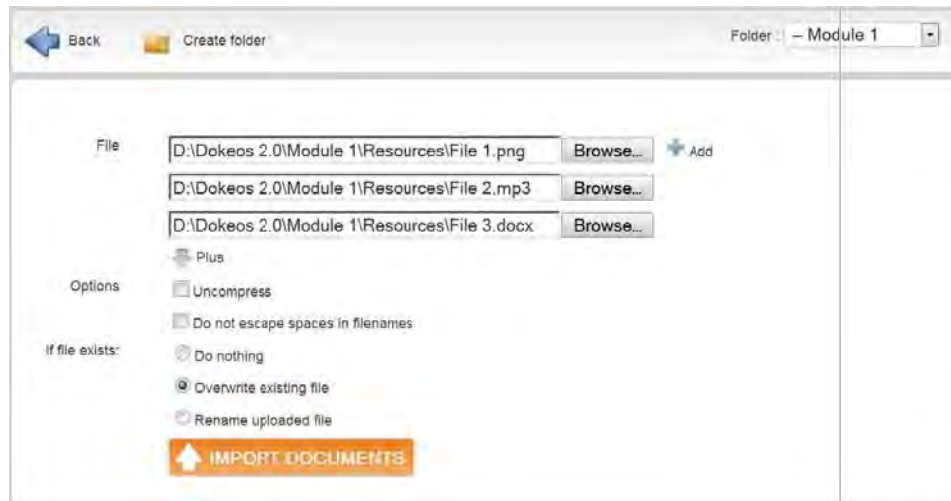 Back Create folder Folder : – Module 1
File D:\Dokeos 2.0\Module 1\Resources\File 1.png Browse... Add
D:\Dokeos 2.0\Module 1\Resources\File 2.mp3 Browse...
D:\Dokeos 2.0\Module 1\Resources\File 3.docx Browse...
Plus
Options Uncompress
Do not escape spaces in filenames
If file exists: Do nothing
Overwrite existing file
Rename uploaded file
IMPORT DOCUMENTS